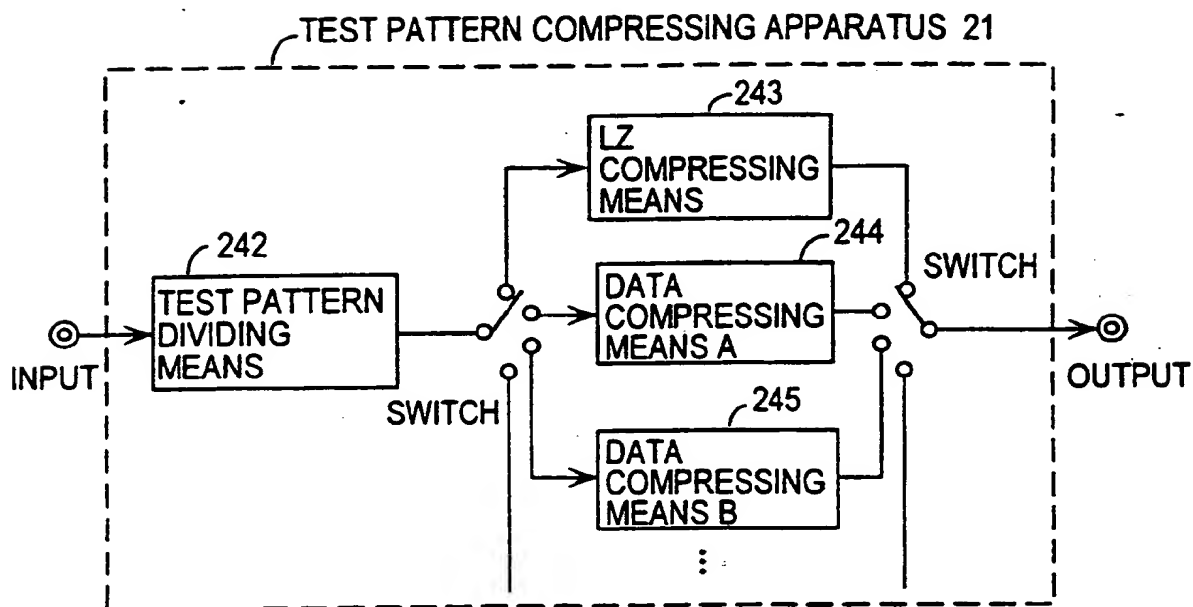 TEST PATTERN COMPRESSING APPARATUS 21
243
LZ
COMPRESSING
MEANS
242
TEST PATTERN
DIVIDING
MEANS
244
DATA
COMPRESSING
MEANS A
SWITCH
INPUT
SWITCH
OUTPUT
245
DATA
COMPRESSING
MEANS B